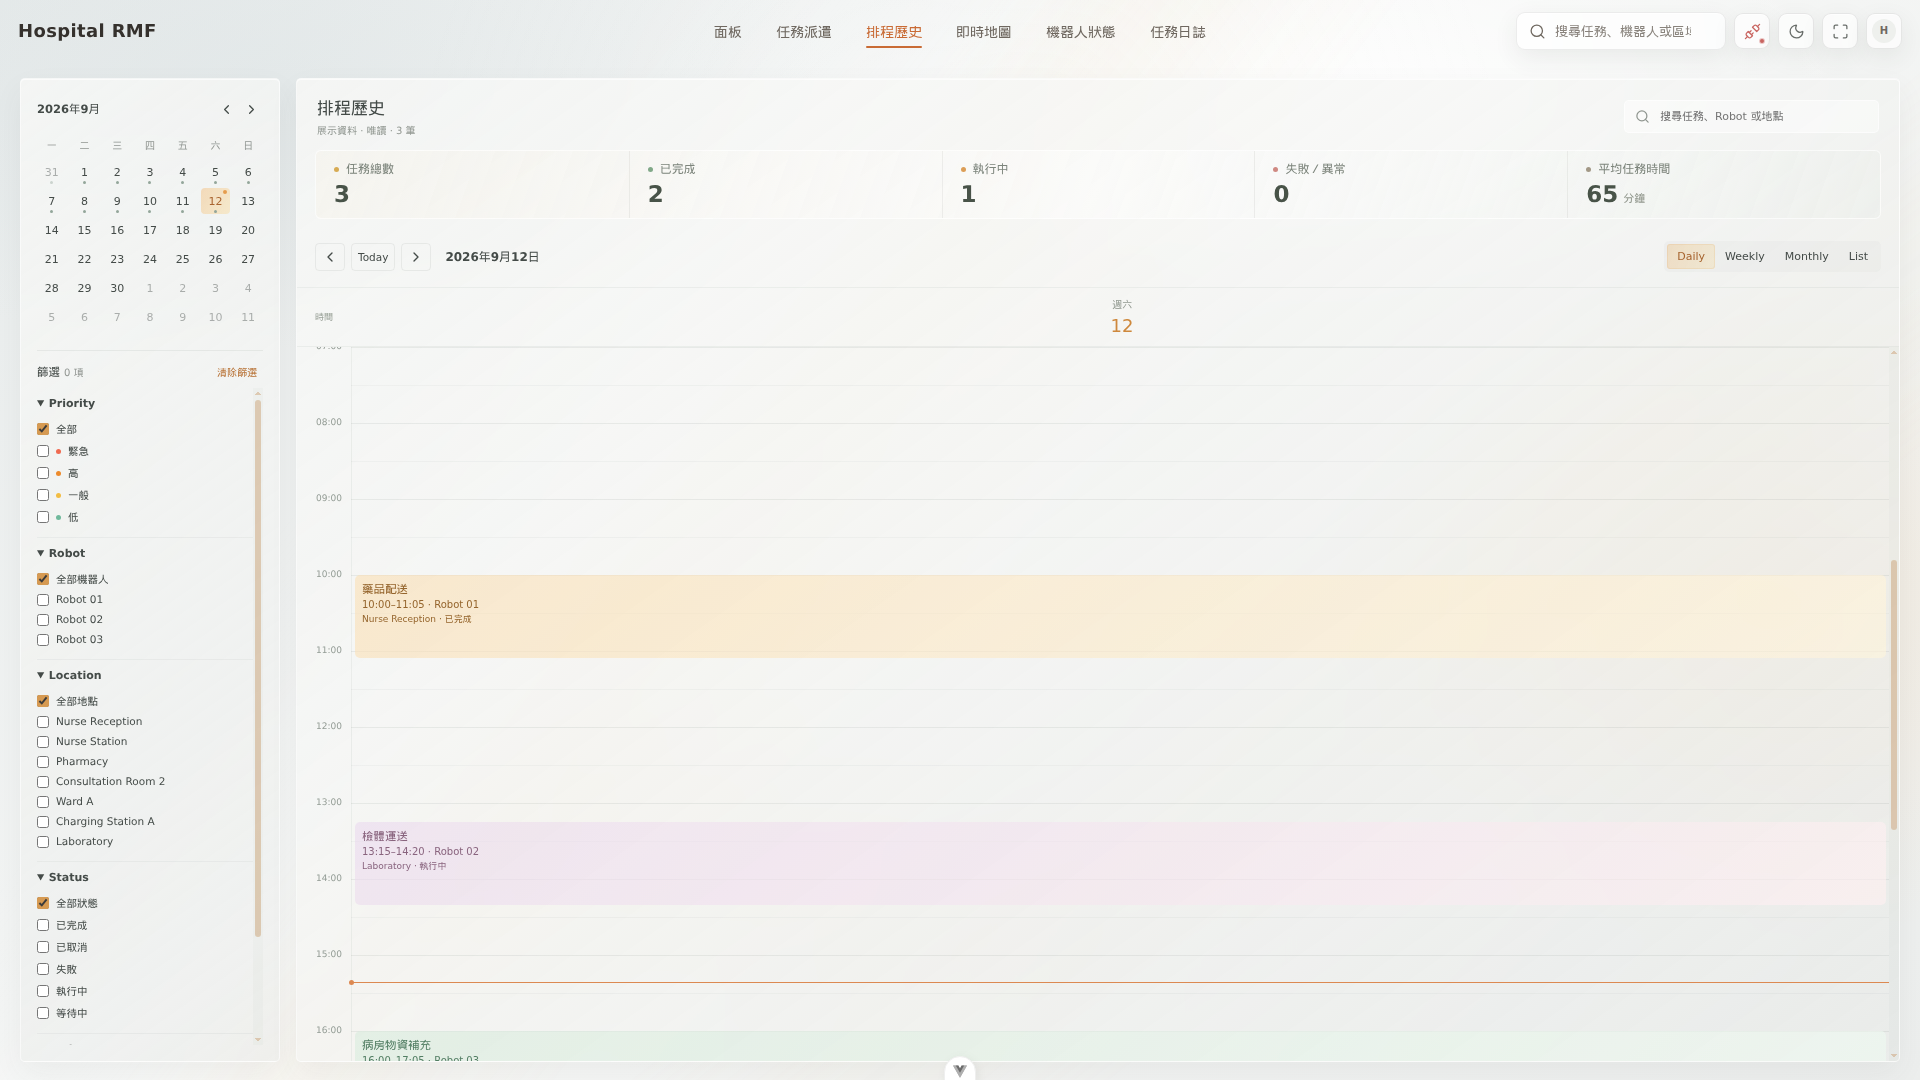 Hospital RMF
面板
任務派遣
排程歷史
即時地圖
機器人狀態
任務日誌
搜尋任務、機器人或區
H
2026年9月
一 二 三 四 五 六 日
31 1 2 3 4 5 6
7 8 9 10 11 12 13
14 15 16 17 18 19 20
21 22 23 24 25 26 27
28 29 30 1 2 3 4
5 6 7 8 9 10 11
篩選 0 項
清除篩選
Priority
全部
緊急
高
一般
低
Robot
全部機器人
Robot 01
Robot 02
Robot 03
Location
全部地點
Nurse Reception
Nurse Station
Pharmacy
Consultation Room 2
Ward A
Charging Station A
Laboratory
Status
全部狀態
已完成
已取消
失敗
執行中
等待中
排程歷史
展示資料 · 唯讀 · 3 筆
搜尋任務、Robot 或地點
任務總數
3
已完成
2
執行中
1
失敗 / 異常
0
平均任務時間
65 分鐘
Today
2026年9月12日
Daily
Weekly
Monthly
List
時間
週六
12
07:00
08:00
09:00
10:00
藥品配送
10:00–11:05 · Robot 01
Nurse Reception · 已完成
11:00
12:00
13:00
檢體運送
13:15–14:20 · Robot 02
Laboratory · 執行中
14:00
15:00
16:00
病房物資補充
16:00–17:05 · Robot 03